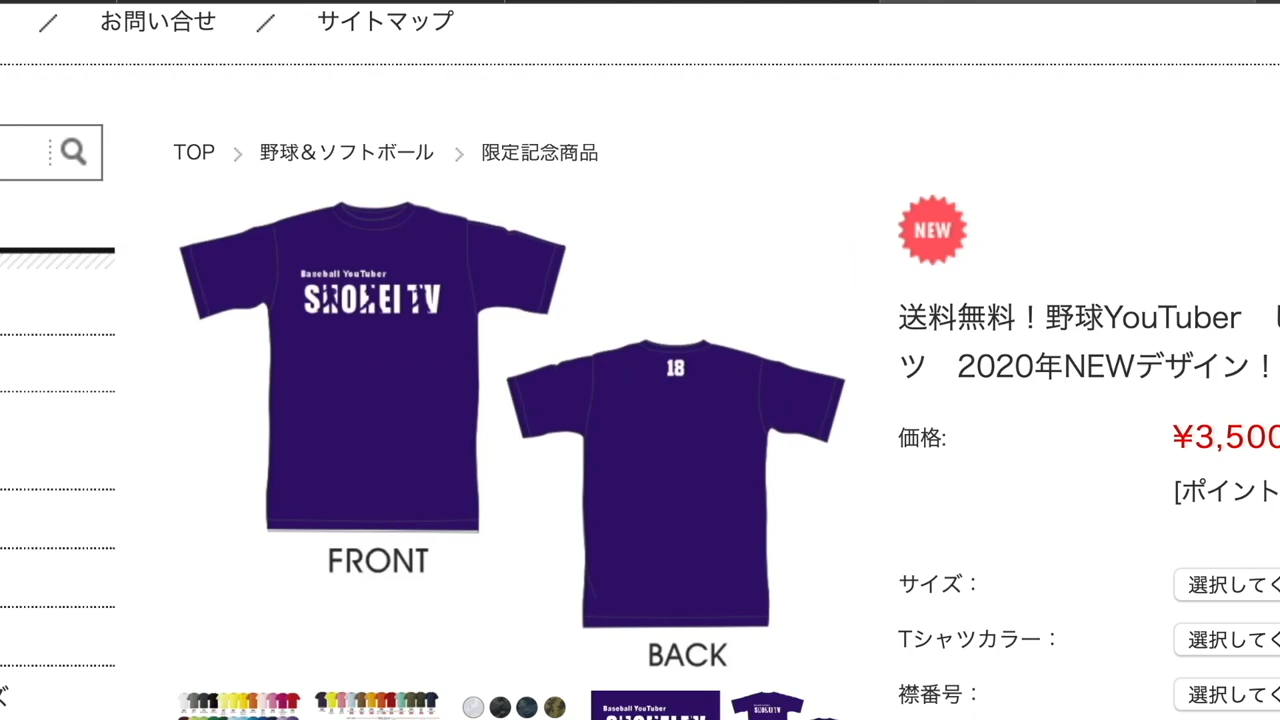 お問い合せ
サイトマップ
TOP
野球＆ソフトボール
限定記念商品
NEW
Baseball YouTuber
SHOHEI TV
18
FRONT
BACK
送料無料！野球YouTuber
ツ 2020年NEWデザイン！
価格:
¥3,500
[ポイント
サイズ：
選択してく
Tシャツカラー：
選択してく
襟番号：
選択してく
ズ
Baseball YouTuber
SHOHEI TV